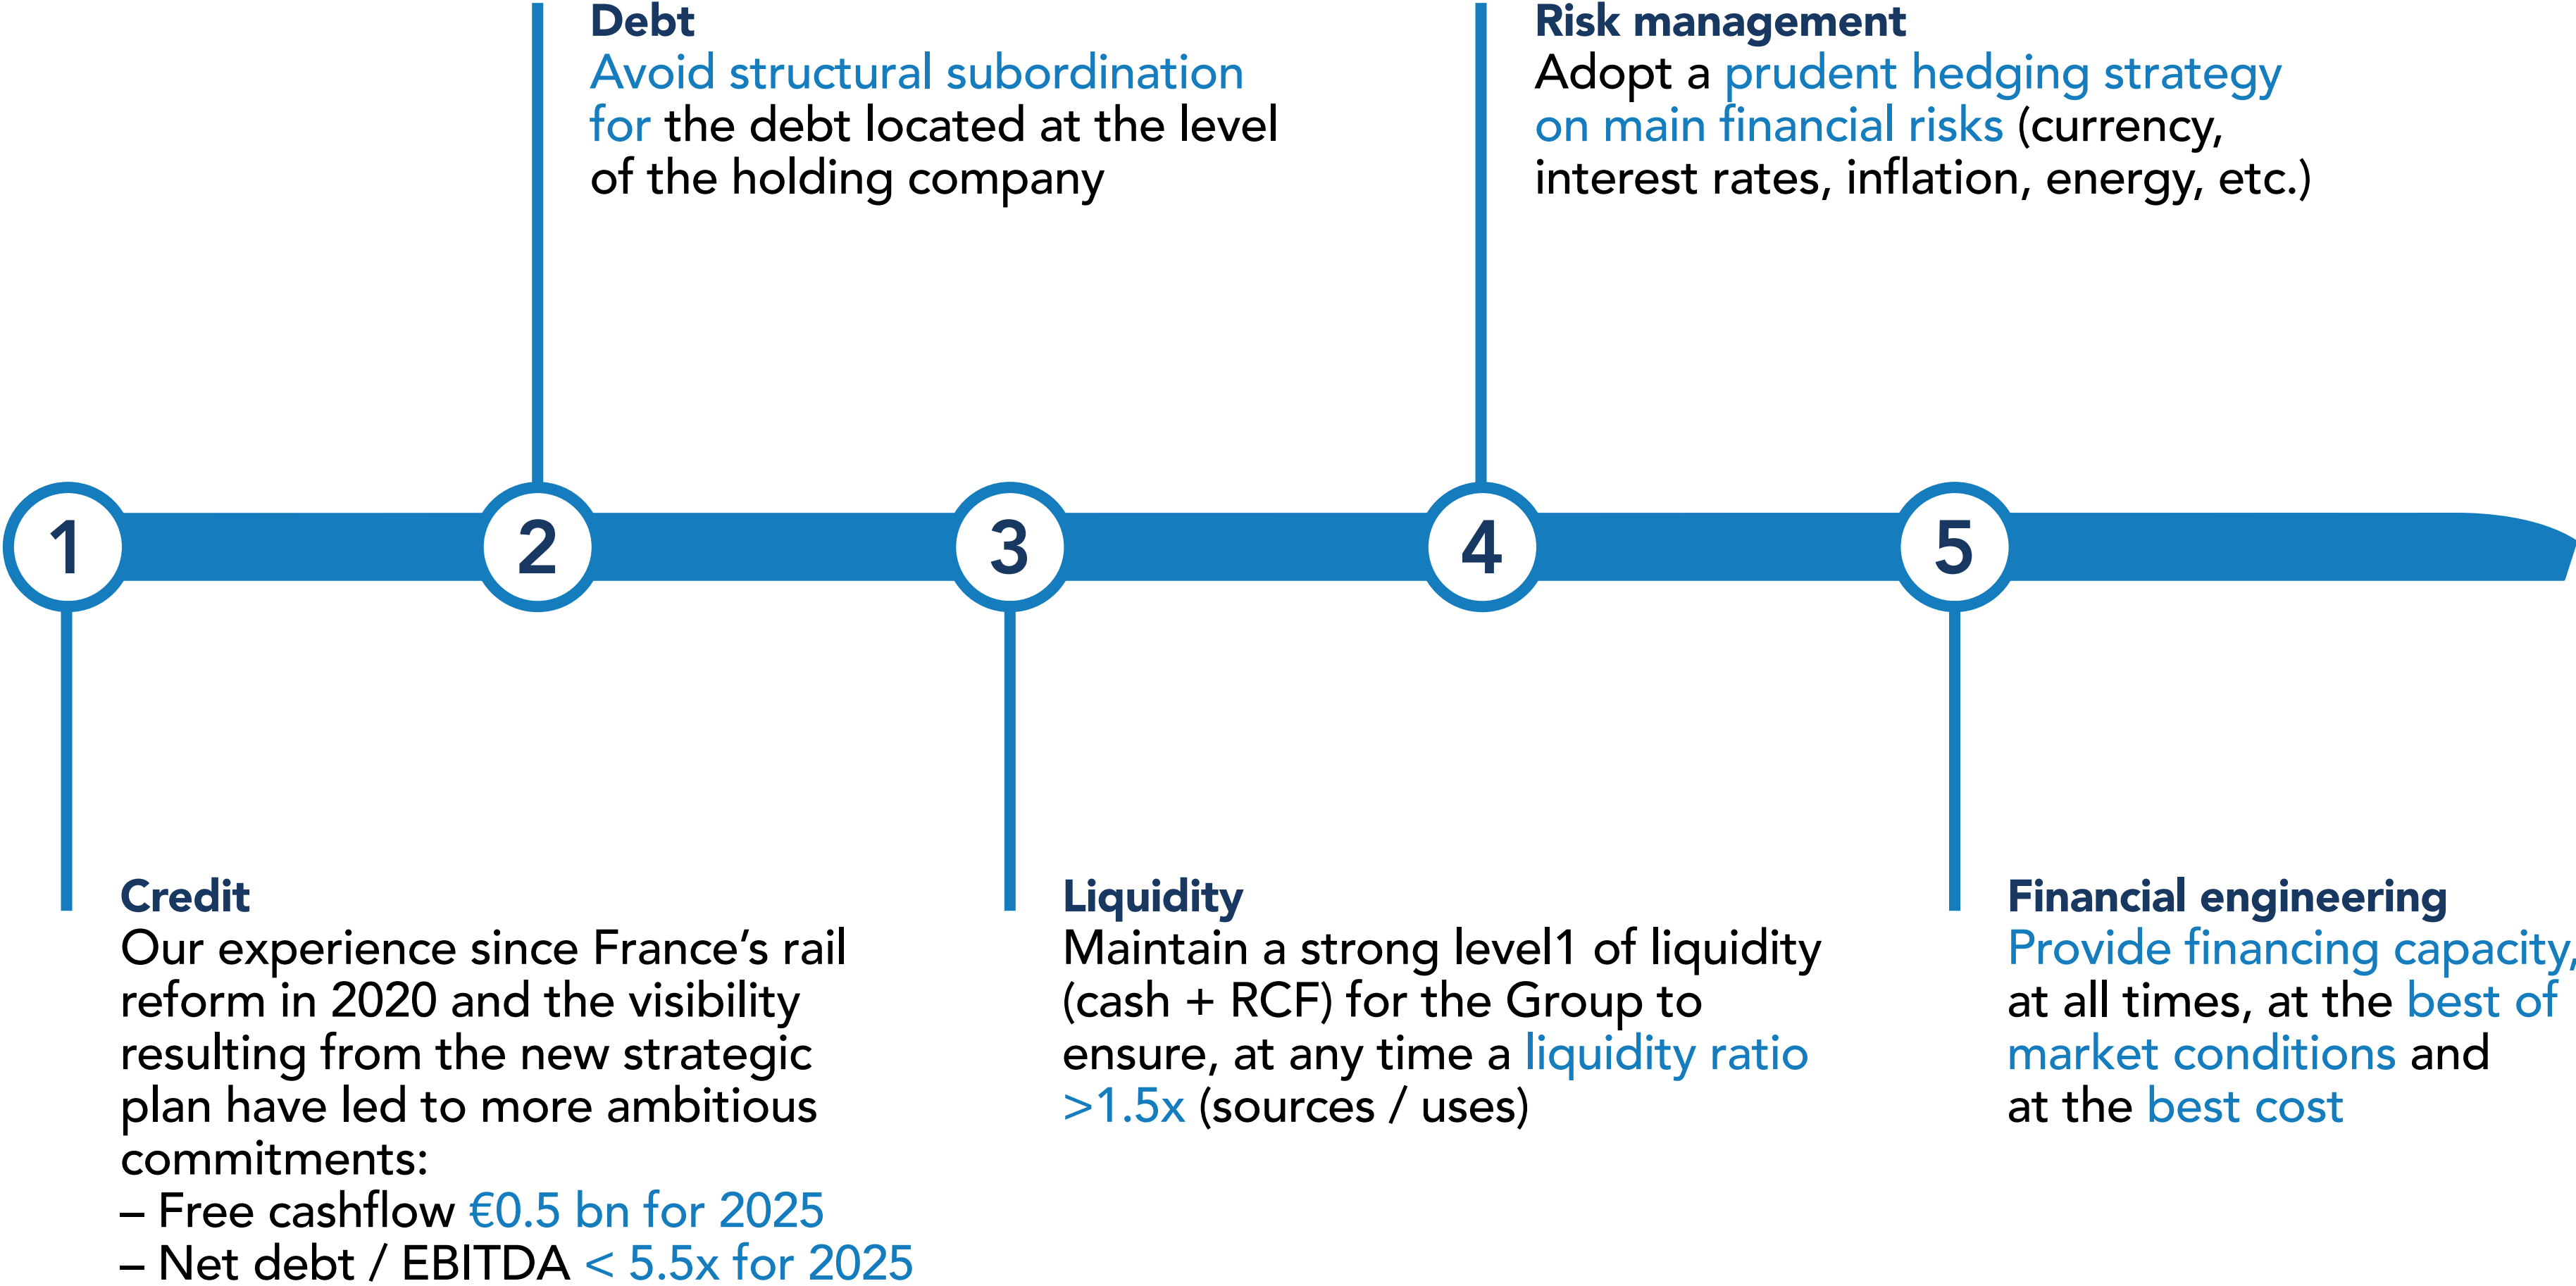 Debt
Avoid structural subordination
for the debt located at the level
of the holding company
Risk management
Adopt a prudent hedging strategy
on main financial risks (currency,
interest rates, inflation, energy, etc.)
1
2
3
4
5
Credit
Our experience since France’s rail
reform in 2020 and the visibility
resulting from the new strategic
plan have led to more ambitious
commitments:
– Free cashflow €0.5 bn for 2025
– Net debt / EBITDA < 5.5x for 2025
Liquidity
Maintain a strong level1 of liquidity
(cash + RCF) for the Group to
ensure, at any time a liquidity ratio
>1.5x (sources / uses)
Financial engineering
Provide financing capacity,
at all times, at the best of
market conditions and
at the best cost